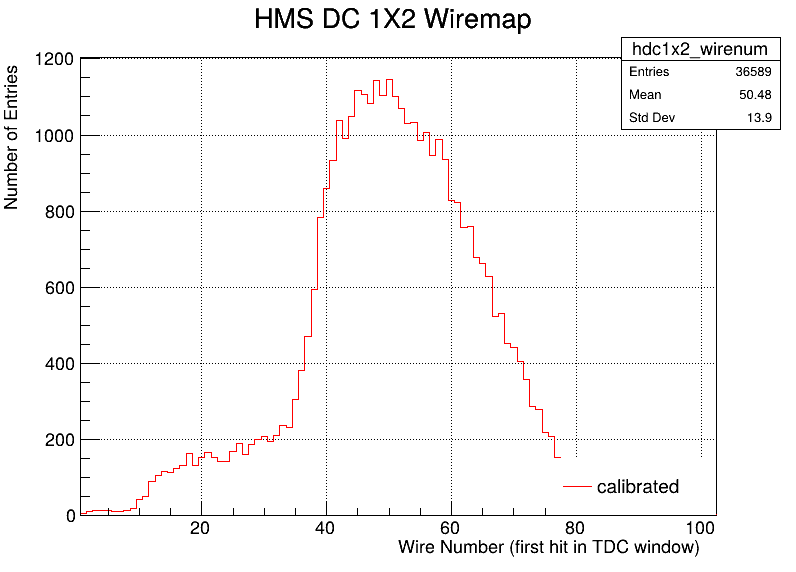 HMS DC 1X2 Wiremap
hdc1x2_wirenum
Entries 36589
Mean 50.48
Std Dev 13.9
Number of Entries
1200
1000
800
600
400
200
0
calibrated
20 40 60 80 100
Wire Number (first hit in TDC window)